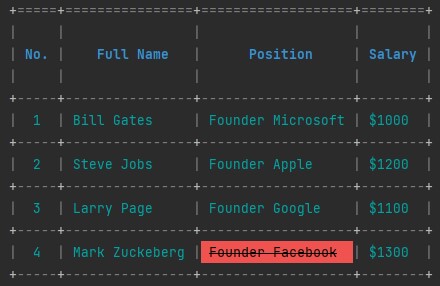 No. Full Name Position Salary
1 Bill Gates Founder Microsoft $1000
2 Steve Jobs Founder Apple $1200
3 Larry Page Founder Google $1100
4 Mark Zuckeberg Founder Facebook $1300